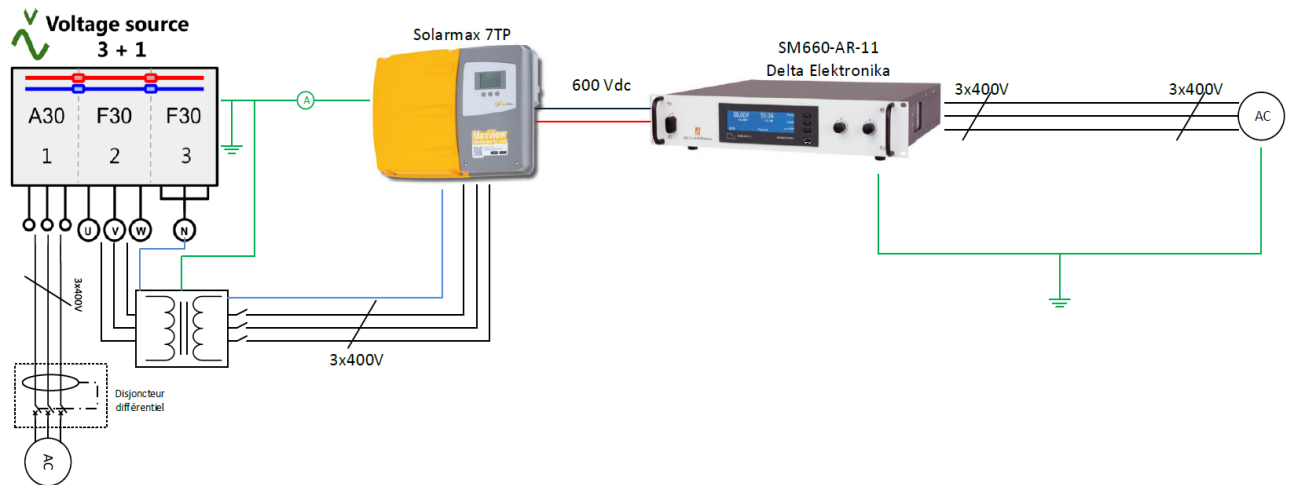 Voltage source
3 + 1
A30 F30 F30
1 2 3
U V W N
3x400V
Disjoncteur
différentiel
AC
A
Solarmax 7TP
MaxView
3x400V
600 Vdc
SM660-AR-11
Delta Elektronika
3x400V
3x400V
AC